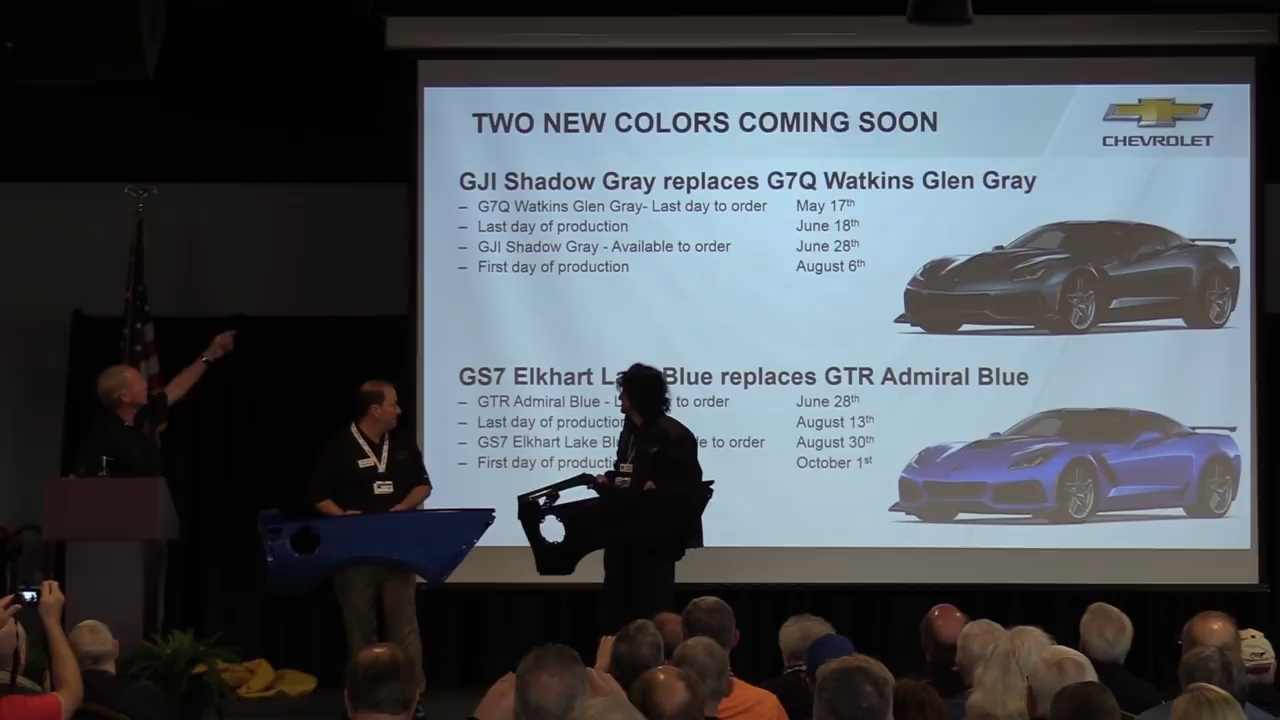 TWO NEW COLORS COMING SOON
CHEVROLET
GJI Shadow Gray replaces G7Q Watkins Glen Gray
– G7Q Watkins Glen Gray- Last day to order May 17th
– Last day of production June 18th
– GJI Shadow Gray - Available to order June 28th
– First day of production August 6th
GS7 Elkhart La Blue replaces GTR Admiral Blue
– GTR Admiral Blue - L to order June 28th
– Last day of production August 13th
– GS7 Elkhart Lake Bl le to order August 30th
– First day of producti October 1st